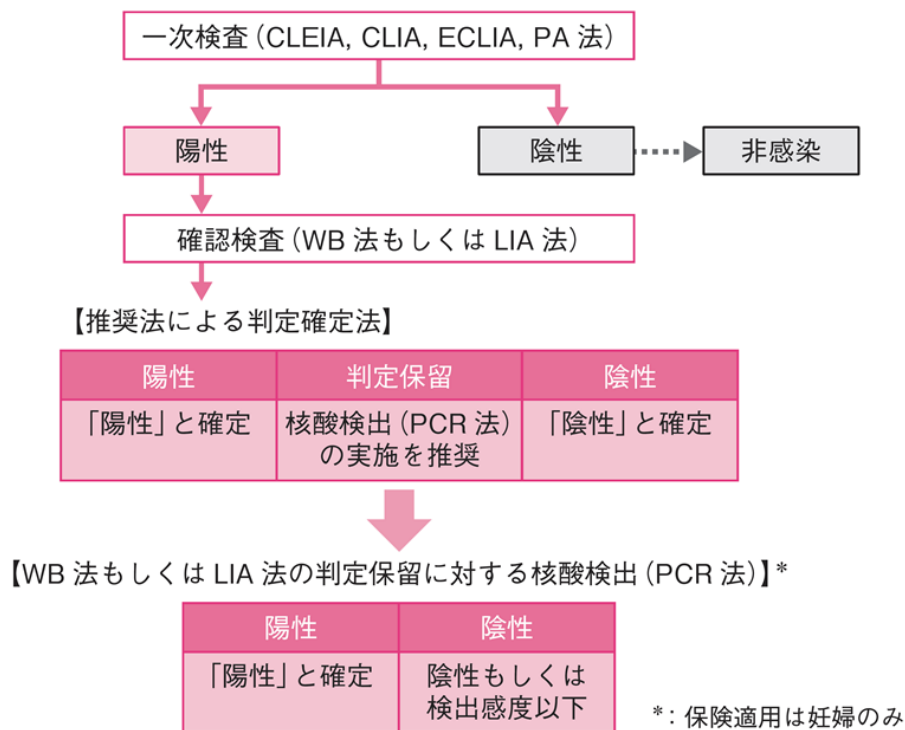 一次検査（CLEIA, CLIA, ECLIA, PA 法）
陽性
陰性
非感染
確認検査（WB 法もしくは LIA 法）
【推奨法による判定確定法】
陽性
判定保留
陰性
「陽性」と確定
核酸検出（PCR 法）
の実施を推奨
「陰性」と確定
【WB 法もしくは LIA 法の判定保留に対する核酸検出（PCR 法）】*
陽性
陰性
「陽性」と確定
陰性もしくは
検出感度以下
*：保険適用は妊婦のみ